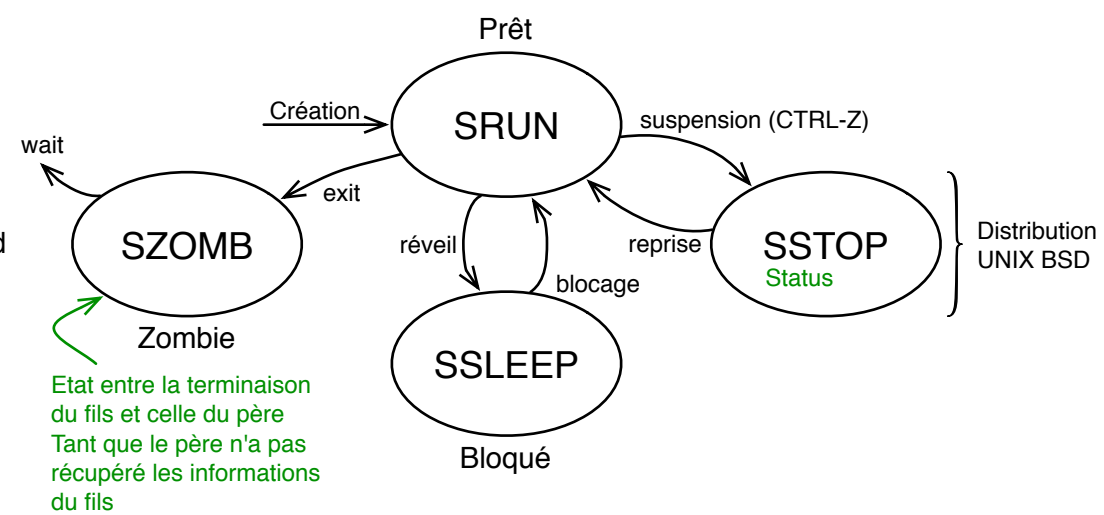 Prêt
Création
SRUN
suspension (CTRL-Z)
wait
exit
d
SZOMB
réveil
reprise
SSTOP
Status
Distribution
UNIX BSD
blocage
Zombie
SSLEEP
Bloqué
Etat entre la terminaison
du fils et celle du père
Tant que le père n'a pas
récupéré les informations
du fils